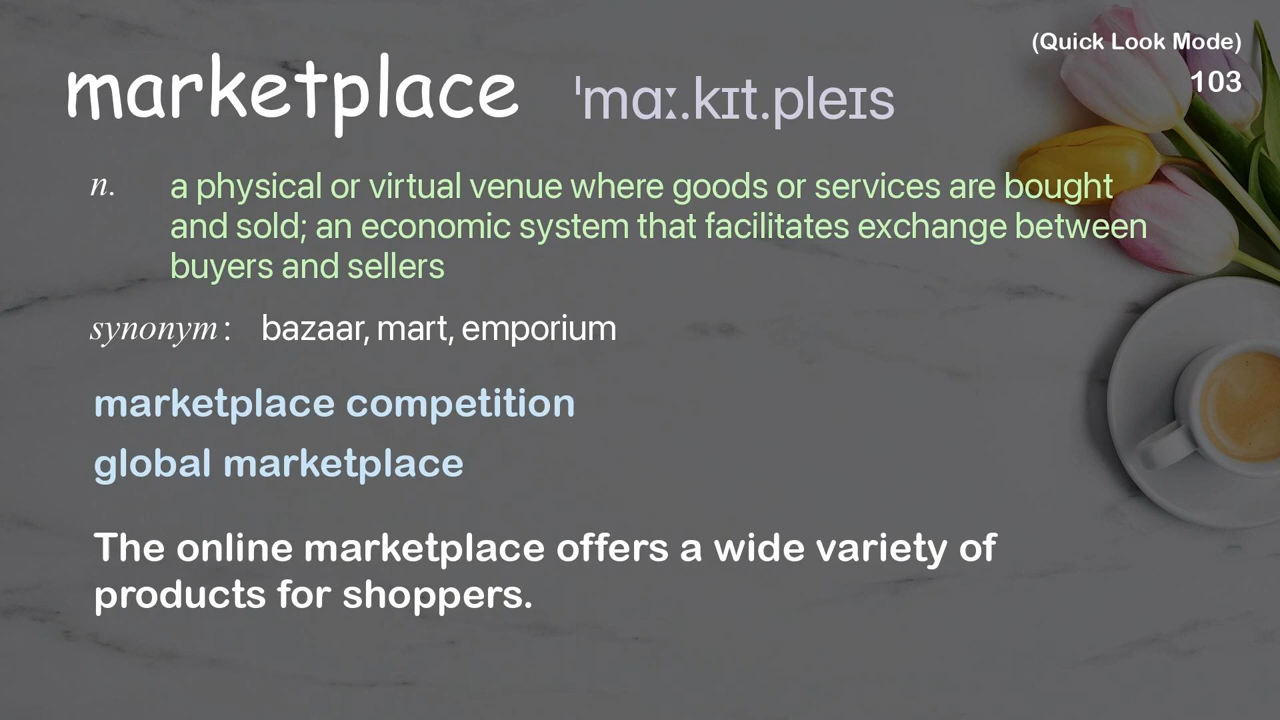 (Quick Look Mode)
103
marketplace ˈmɑː.kɪt.pleɪs
n. a physical or virtual venue where goods or services are bought
and sold; an economic system that facilitates exchange between
buyers and sellers
synonym: bazaar, mart, emporium
marketplace competition
global marketplace
The online marketplace offers a wide variety of
products for shoppers.